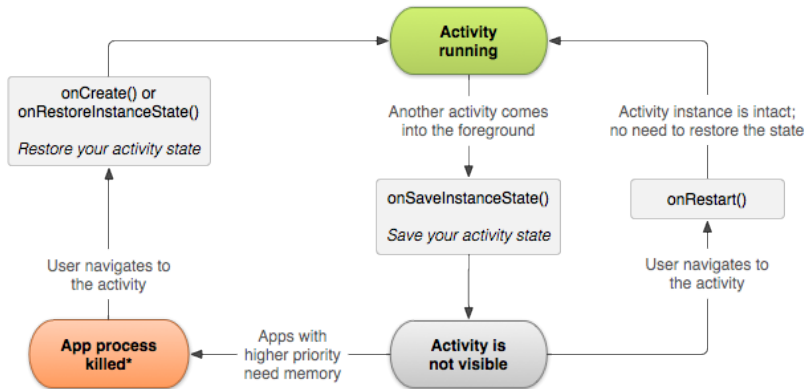 Activity
running
onCreate() or
onRestoreInstanceState()
Restore your activity state
Another activity comes
into the foreground
Activity instance is intact;
no need to restore the state
onSaveInstanceState()
Save your activity state
onRestart()
User navigates to
the activity
User navigates to
the activity
App process
killed*
Apps with
higher priority
need memory
Activity is
not visible